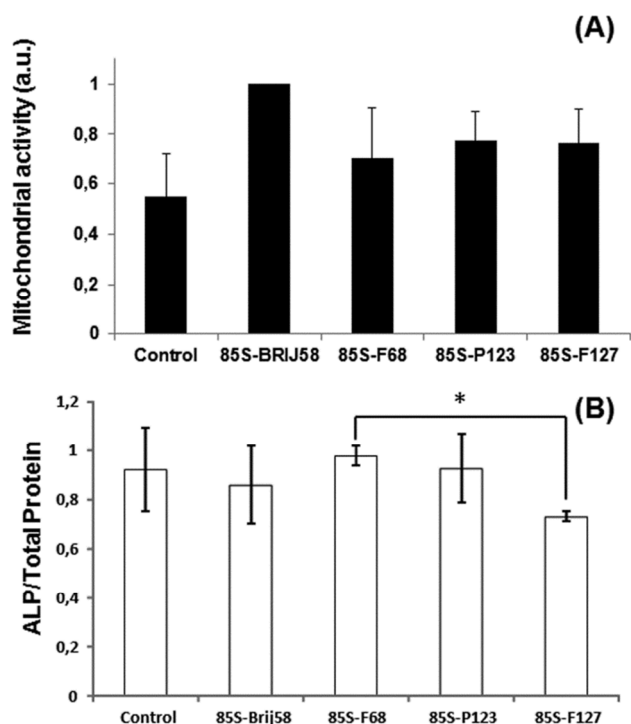 (A)
Mitochondrial activity (a.u.)
1
0,8
0,6
0,4
0,2
0
Control 85S-BRIJ58 85S-F68 85S-P123 85S-F127
(B)
*
ALP/Total Protein
1,2
1
0,8
0,6
0,4
0,2
0
Control 85S-Brij58 85S-F68 85S-P123 85S-F127